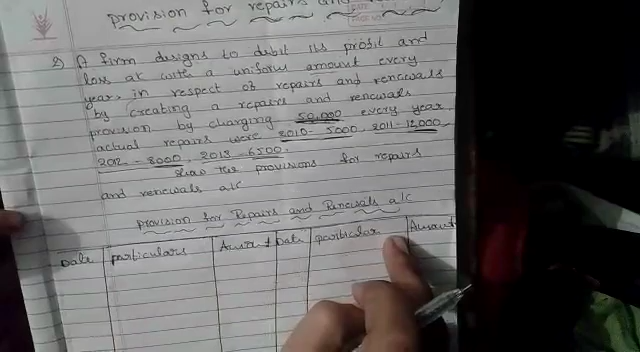 provision for repairs and
2) A firm designs to debit its profit and
loss a/c with a uniform amount every
year, in respect of repairs and renewals
by creating a repairs and renewals
provision by charging 50,000 every year
actual repairs were 2010- 5000, 2011-12,000
2012 - 8000, 2013 - 6500.
show the provisions for repairs
and renewals a/c
provision for Repairs and Renewals a/c
Date particulars Amount Date particular Amount